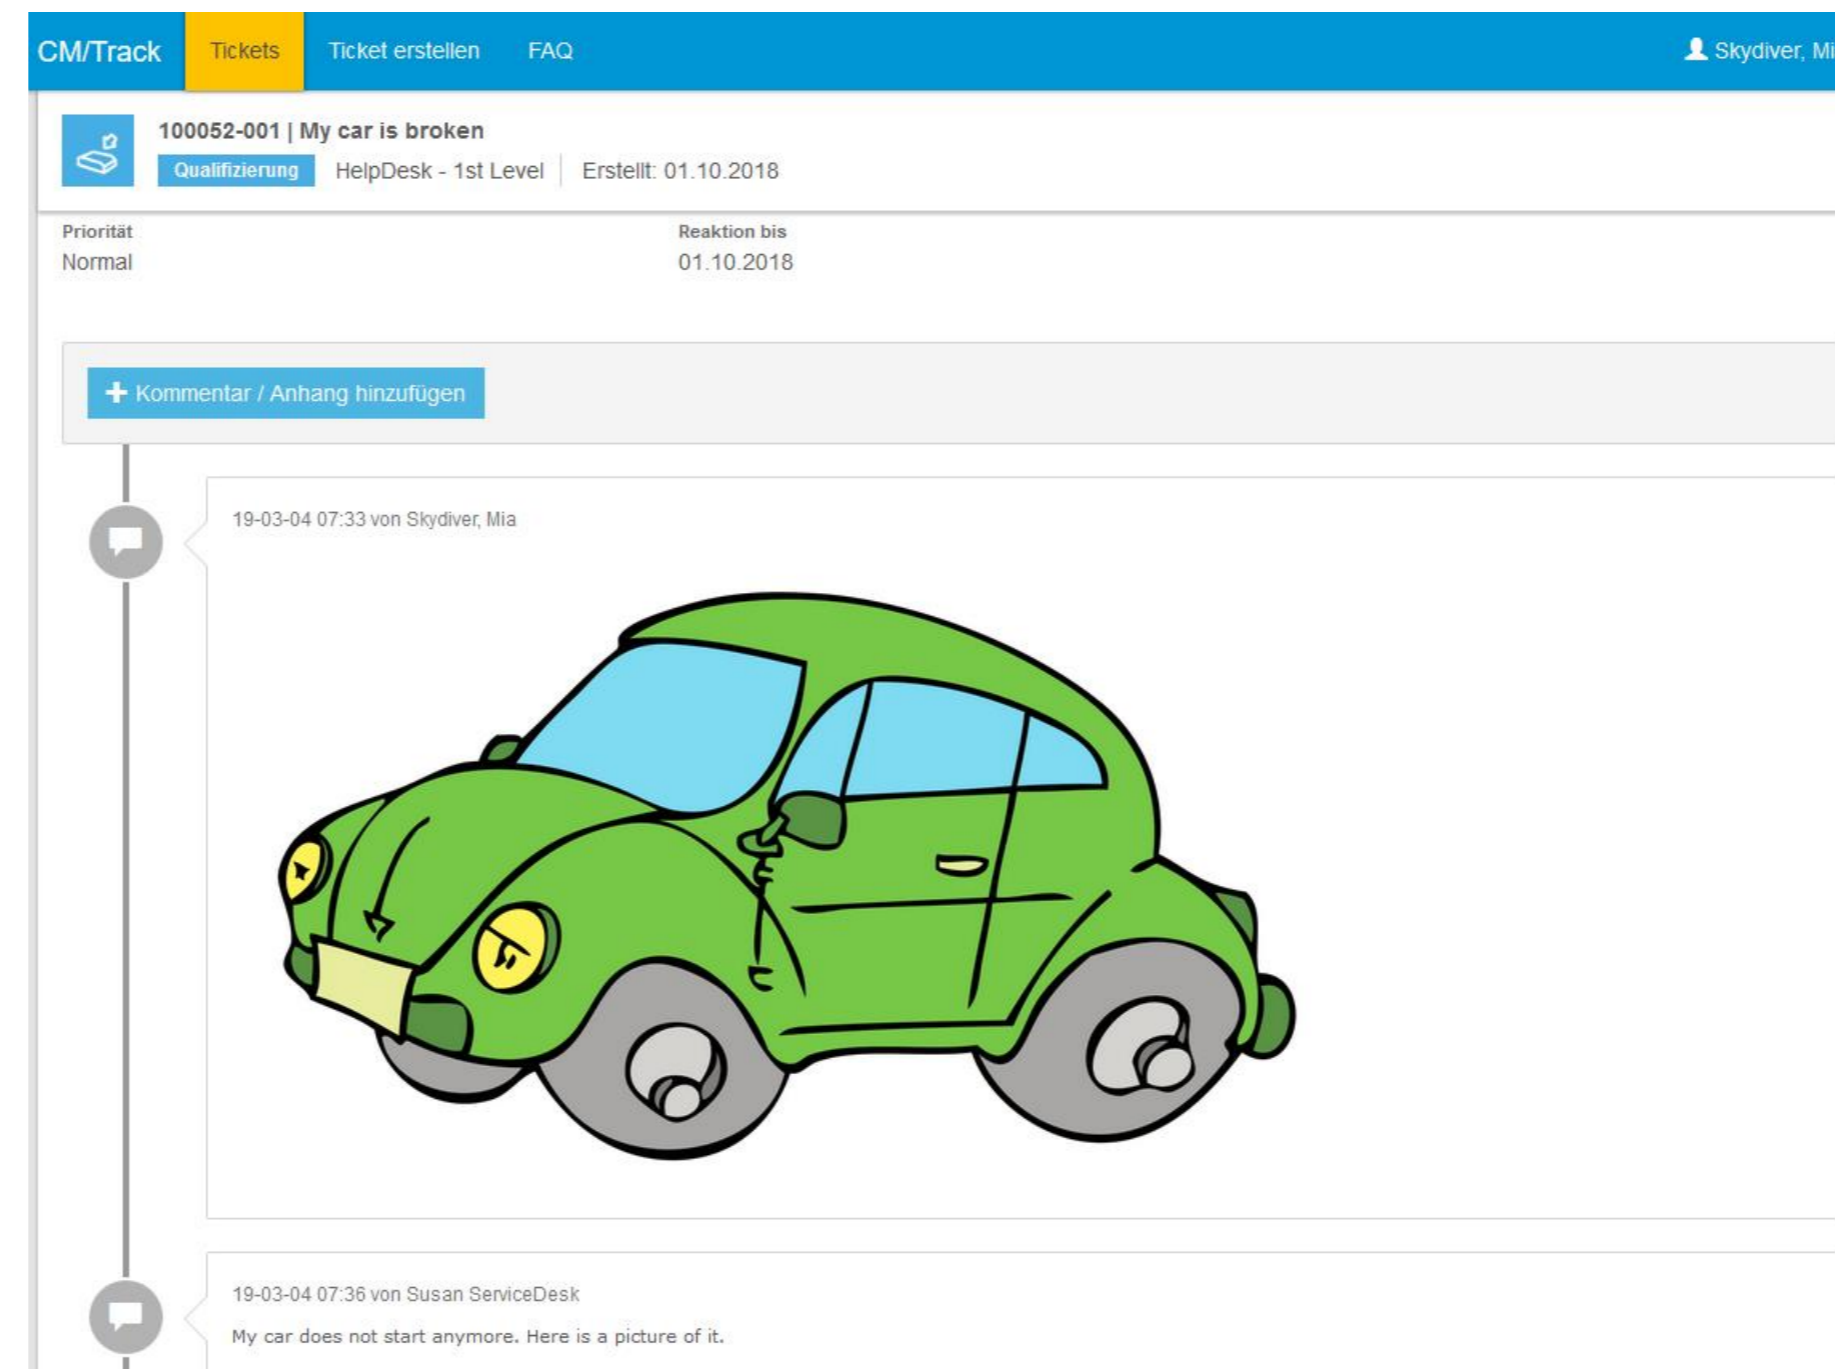 CM/Track Tickets Ticket erstellen FAQ Skydiver, Mi
100052-001 | My car is broken
Qualifizierung HelpDesk - 1st Level Erstellt: 01.10.2018
Priorität Reaktion bis
Normal 01.10.2018
Kommentar / Anhang hinzufügen
19-03-04 07:33 von Skydiver, Mia
19-03-04 07:36 von Susan ServiceDesk
My car does not start anymore. Here is a picture of it.